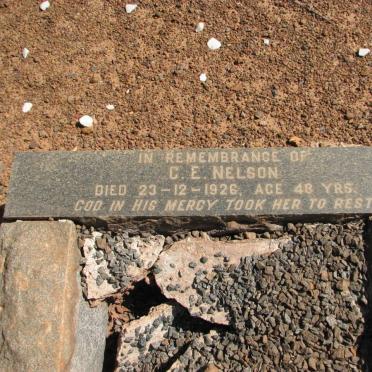 IN REMEMBRANCE OF
C. E. NELSON
DIED 23-12-1926, AGE 48 YRS.
GOD IN HIS MERCY TOOK HER TO REST